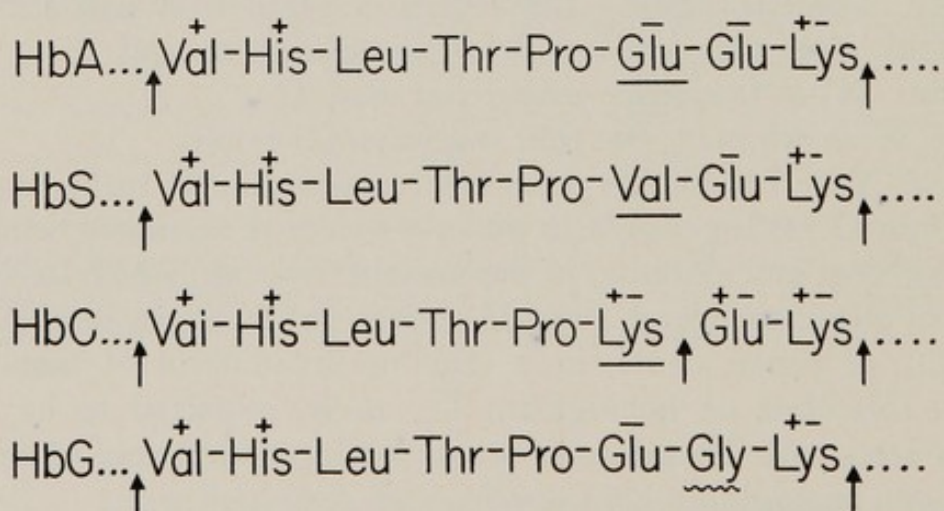 HbA...Val-His-Leu-Thr-Pro-Glu-Glu-Lys....
HbS...Val-His-Leu-Thr-Pro-Val-Glu-Lys....
HbC...Vai-His-Leu-Thr-Pro-Lys Glu-Lys....
HbG...Val-His-Leu-Thr-Pro-Glu-Gly-Lys....